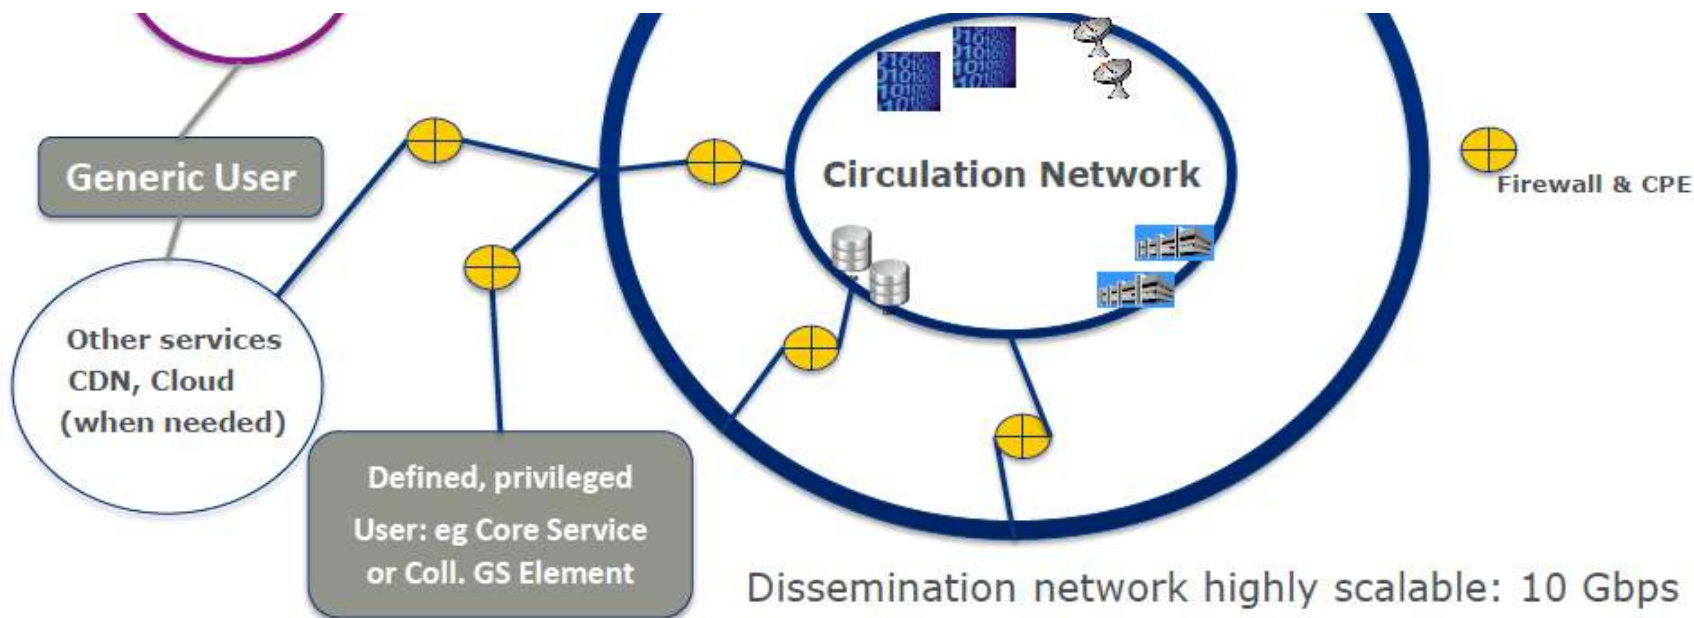 Generic User
Circulation Network
Firewall & CPE
Other services
CDN, Cloud
(when needed)
Defined, privileged
User: eg Core Service
or Coll. GS Element
Dissemination network highly scalable: 10 Gbps